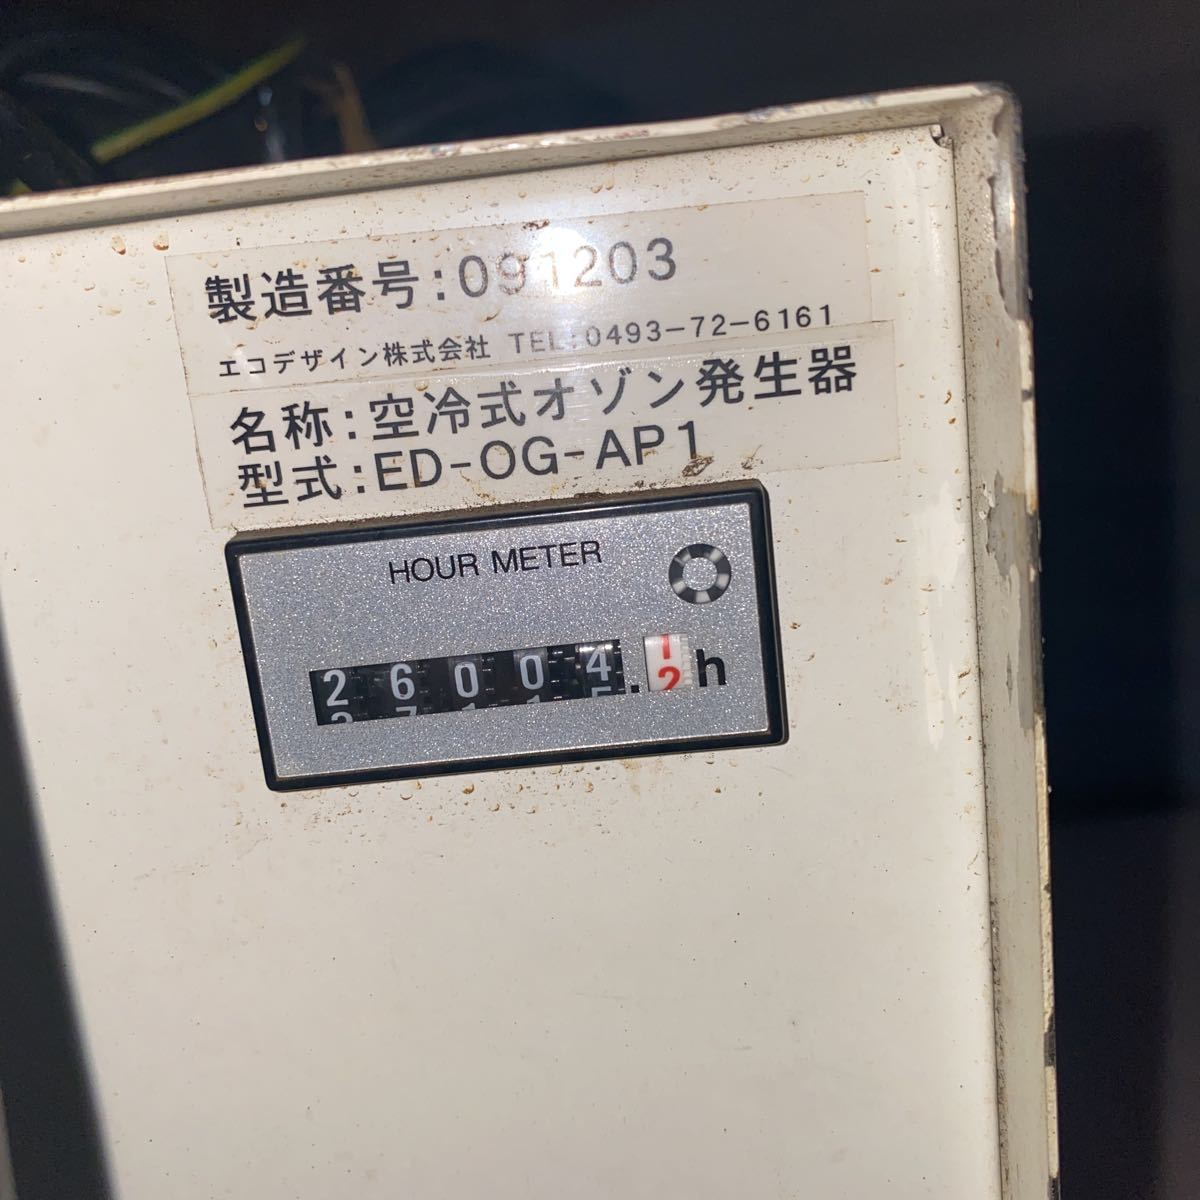 製造番号:091203
エコデザイン株式会社 TEL:0493-72-6161
名称:空冷式オゾン発生器
型式:ED-OG-AP1
HOUR METER
26004.2h